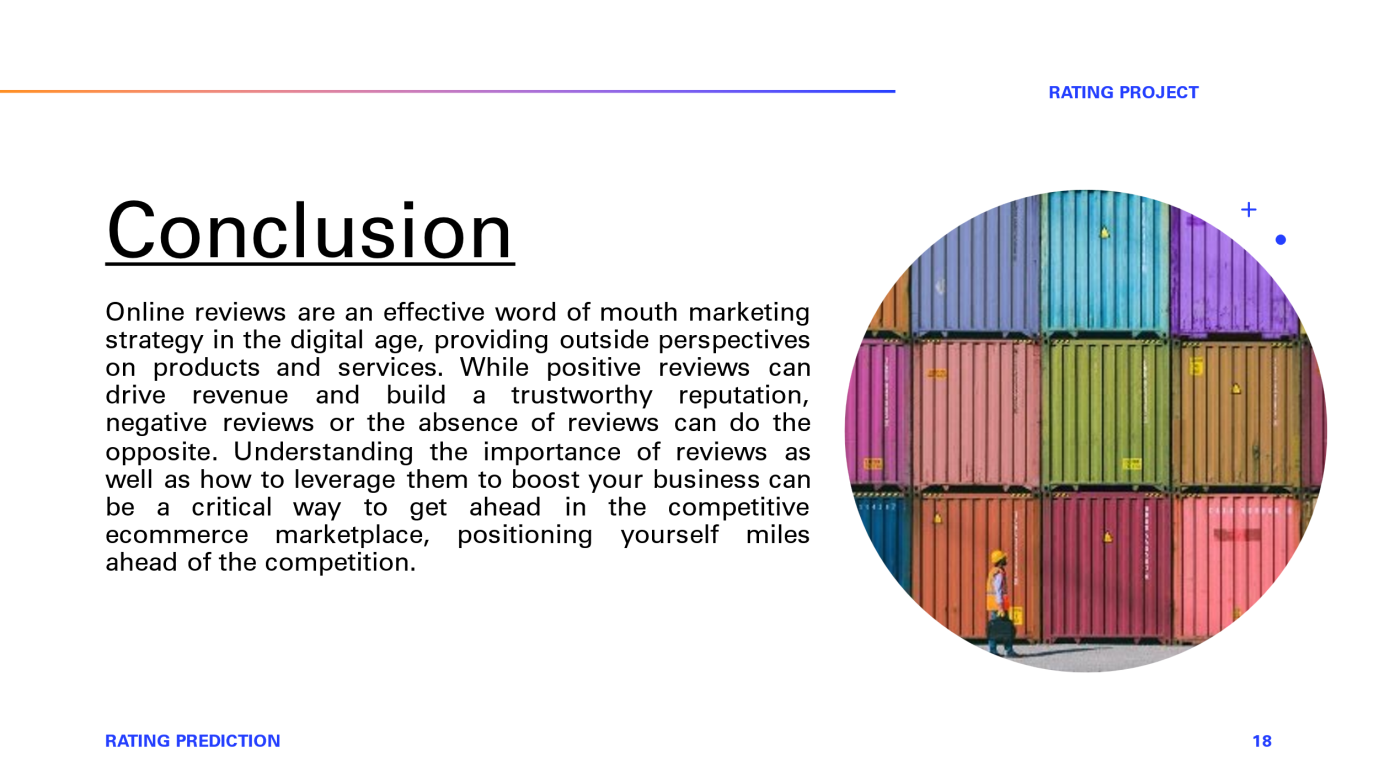 RATING PROJECT
Conclusion
Online reviews are an effective word of mouth marketing
strategy in the digital age, providing outside perspectives
on products and services. While positive reviews can
drive revenue and build a trustworthy reputation,
negative reviews or the absence of reviews can do the
opposite. Understanding the importance of reviews as
well as how to leverage them to boost your business can
be a critical way to get ahead in the competitive
ecommerce marketplace, positioning yourself miles
ahead of the competition.
RATING PREDICTION
18